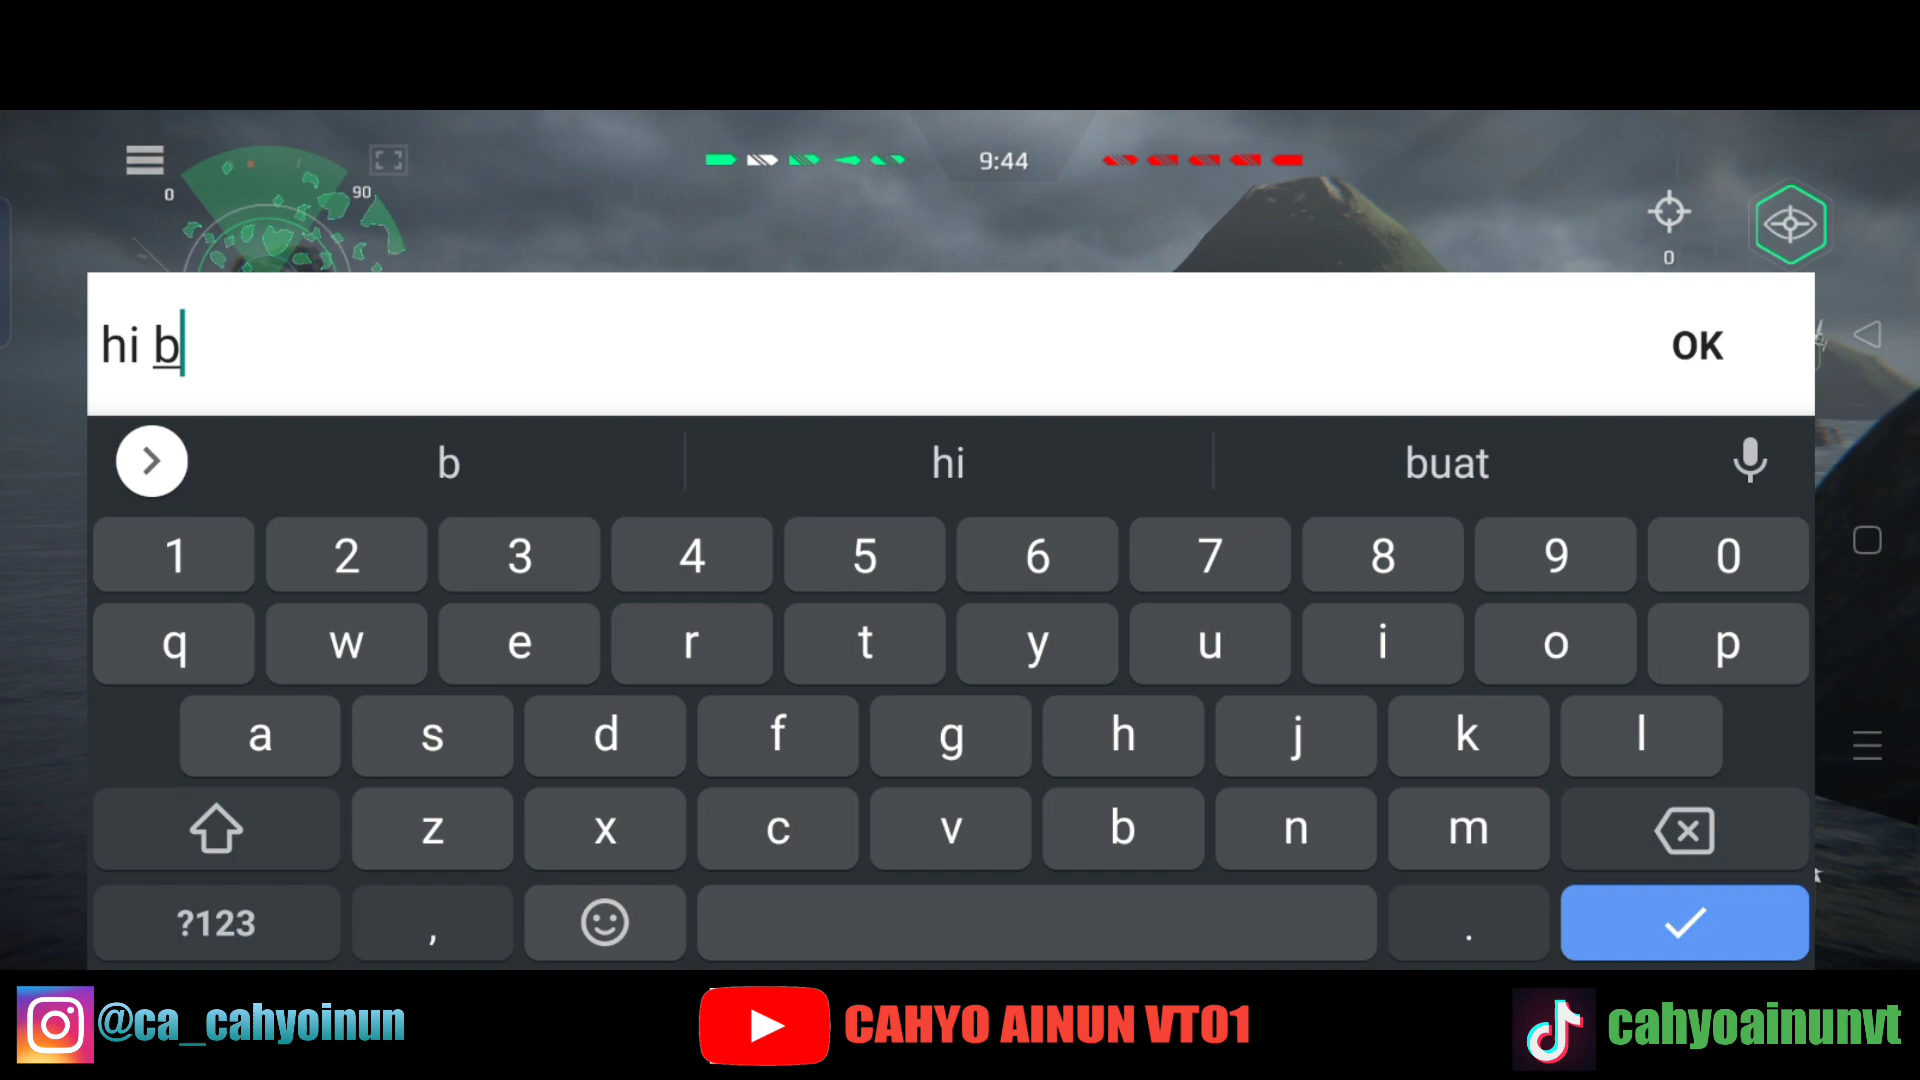 9:44
0
90
0
hi b
OK
b
hi
buat
1 2 3 4 5 6 7 8 9 0
q w e r t y u i o p
a s d f g h j k l
z x c v b n m
?123 , .
@ca_cahyoinun
CAHYO AINUN VT01
cahyoainunvt